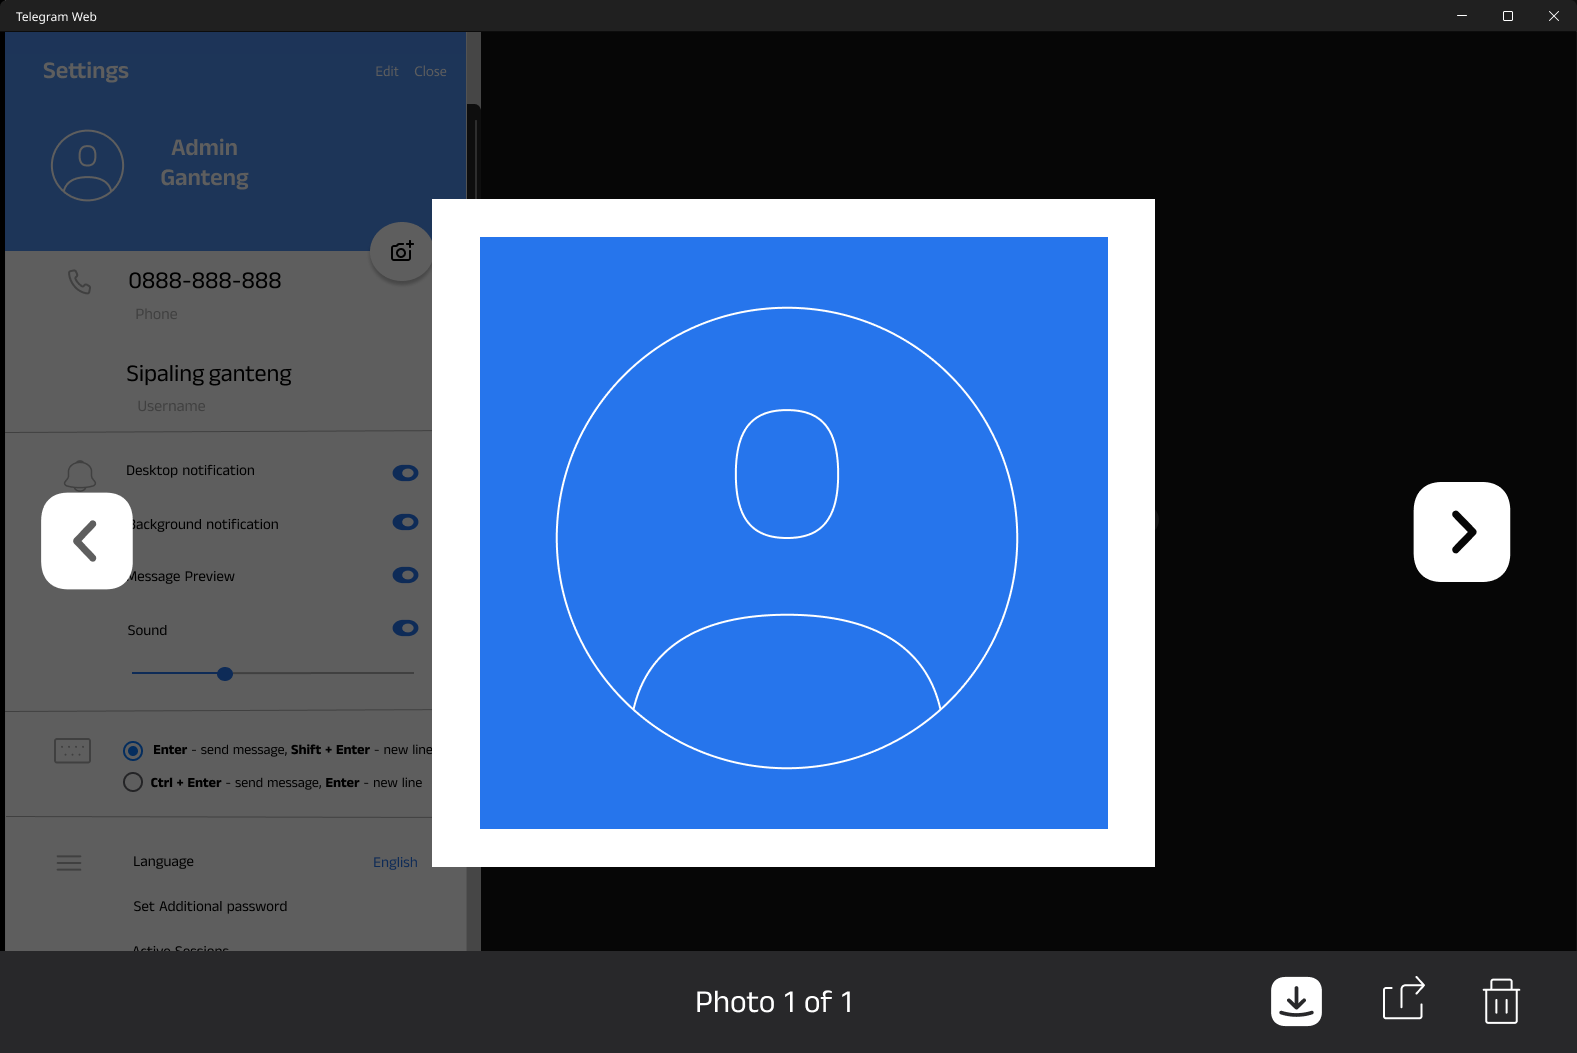 Telegram Web
Settings
Edit
Close
Admin
Ganteng
0888-888-888
Phone
Sipaling ganteng
Username
Desktop notification
Background notification
Message Preview
Sound
Enter - send message, Shift + Enter - new line
Ctrl + Enter - send message, Enter - new line
Language
English
Set Additional password
Active Sessions
Photo 1 of 1